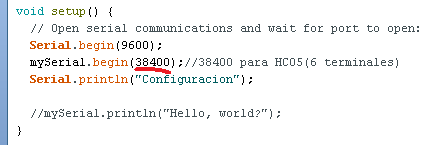 void setup() {
// Open serial communications and wait for port to open:
Serial.begin(9600);
mySerial.begin(38400);//38400 para HC05(6 terminales)
Serial.println("Configuracion");
//mySerial.println("Hello, world?");
}